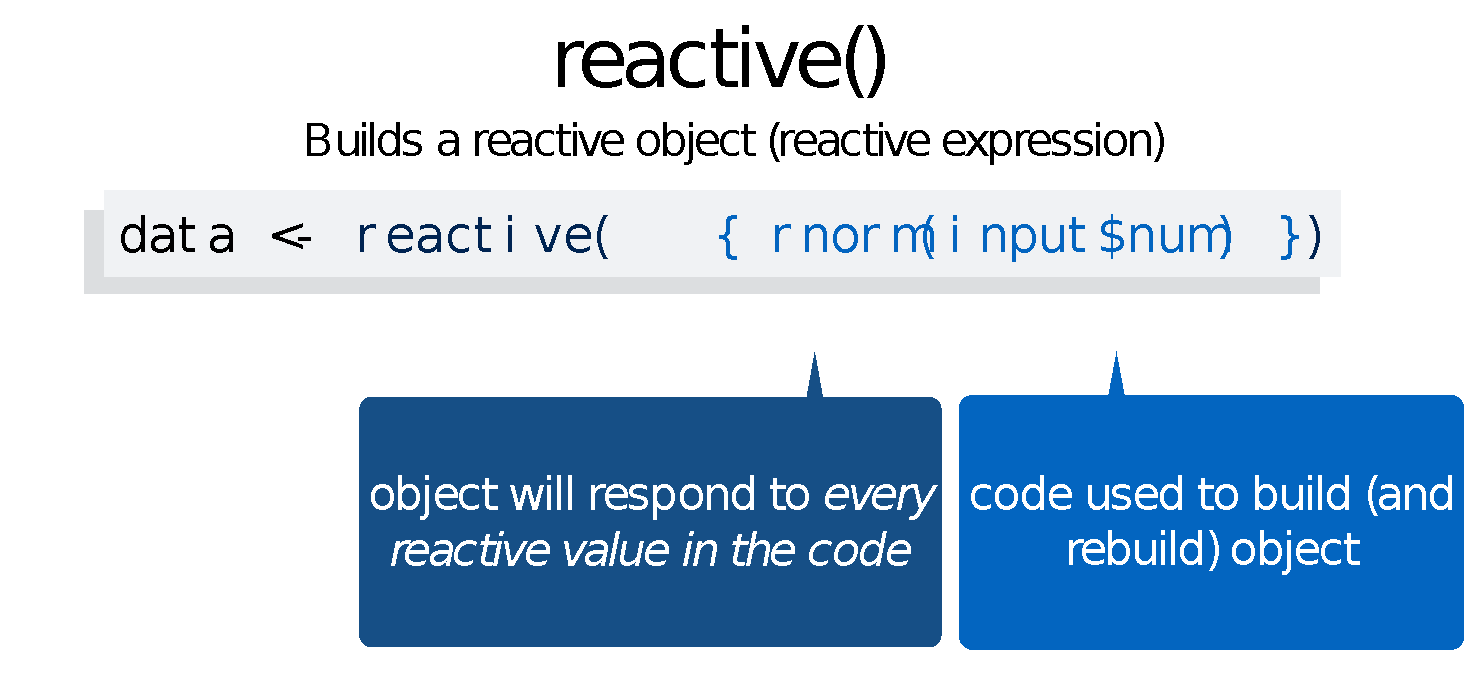 reactive()
Builds a reactive object (reactive expression)
data <- reactive( { rnorm(input$num) })
object will respond to every
reactive value in the code
code used to build (and
rebuild) object